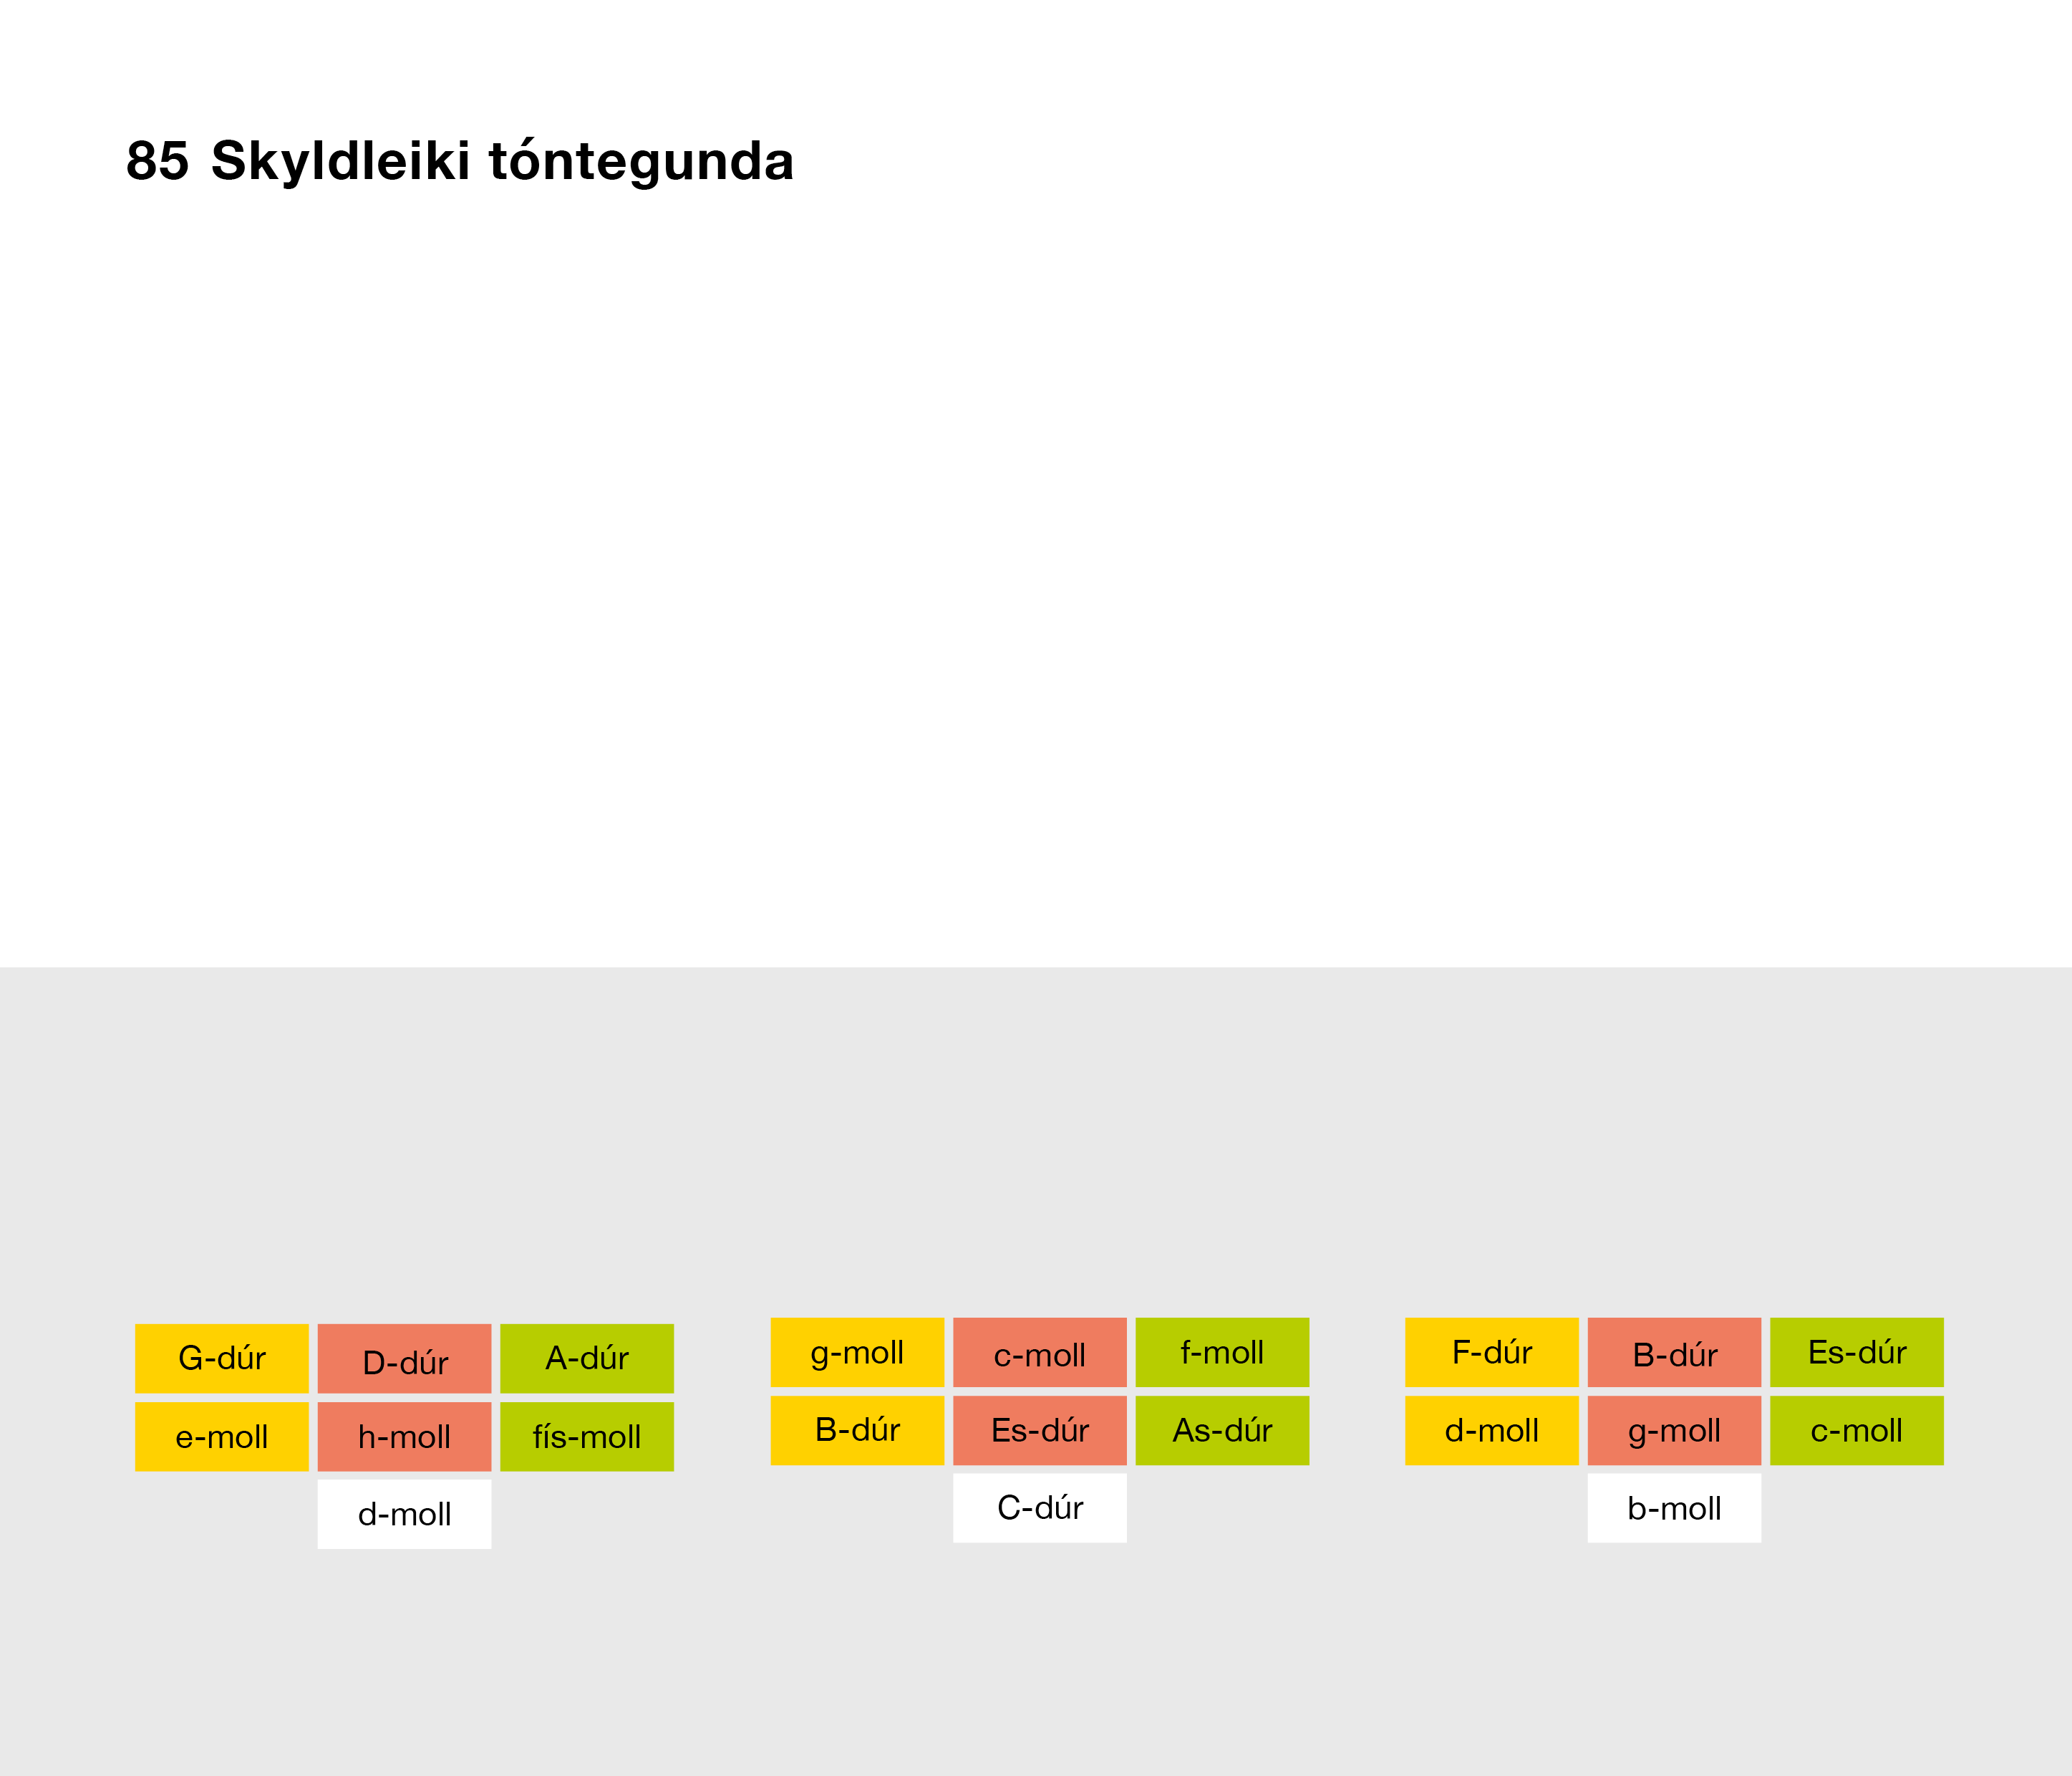 85 Skyldleiki tóntegunda
G-dúr D-dúr A-dúr
e-moll h-moll fís-moll
d-moll
g-moll c-moll f-moll
B-dúr Es-dúr As-dúr
C-dúr
F-dúr B-dúr Es-dúr
d-moll g-moll c-moll
b-moll